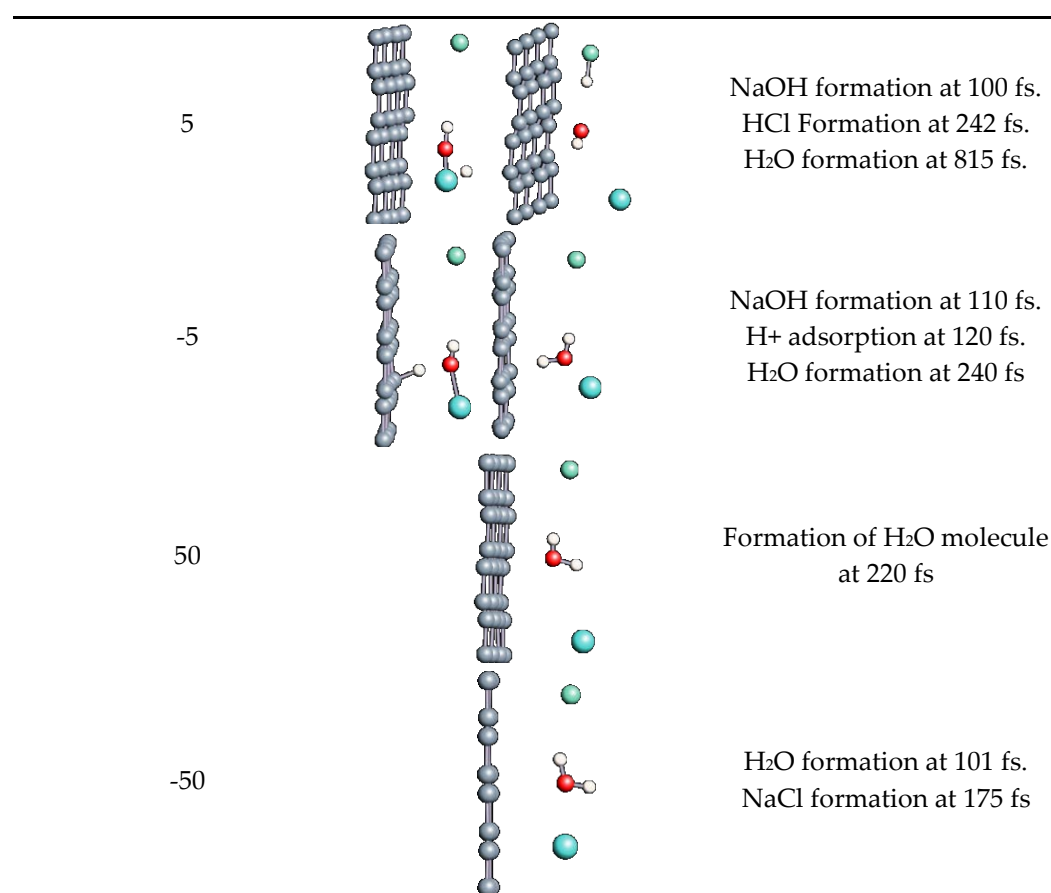 5
NaOH formation at 100 fs.
HCl Formation at 242 fs.
H₂O formation at 815 fs.
-5
NaOH formation at 110 fs.
H+ adsorption at 120 fs.
H₂O formation at 240 fs
50
Formation of H₂O molecule
at 220 fs
-50
H₂O formation at 101 fs.
NaCl formation at 175 fs